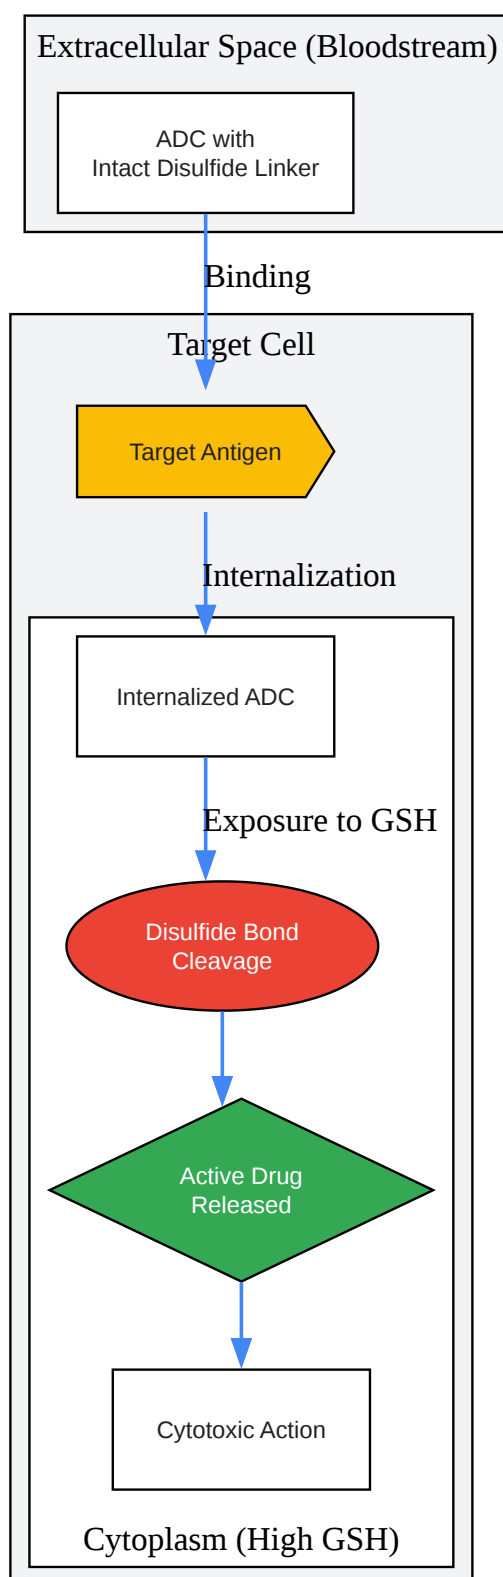 Extracellular Space (Bloodstream)
ADC with
Intact Disulfide Linker
Binding
Target Cell
Target Antigen
Internalization
Internalized ADC
Exposure to GSH
Disulfide Bond
Cleavage
Active Drug
Released
Cytotoxic Action
Cytoplasm (High GSH)